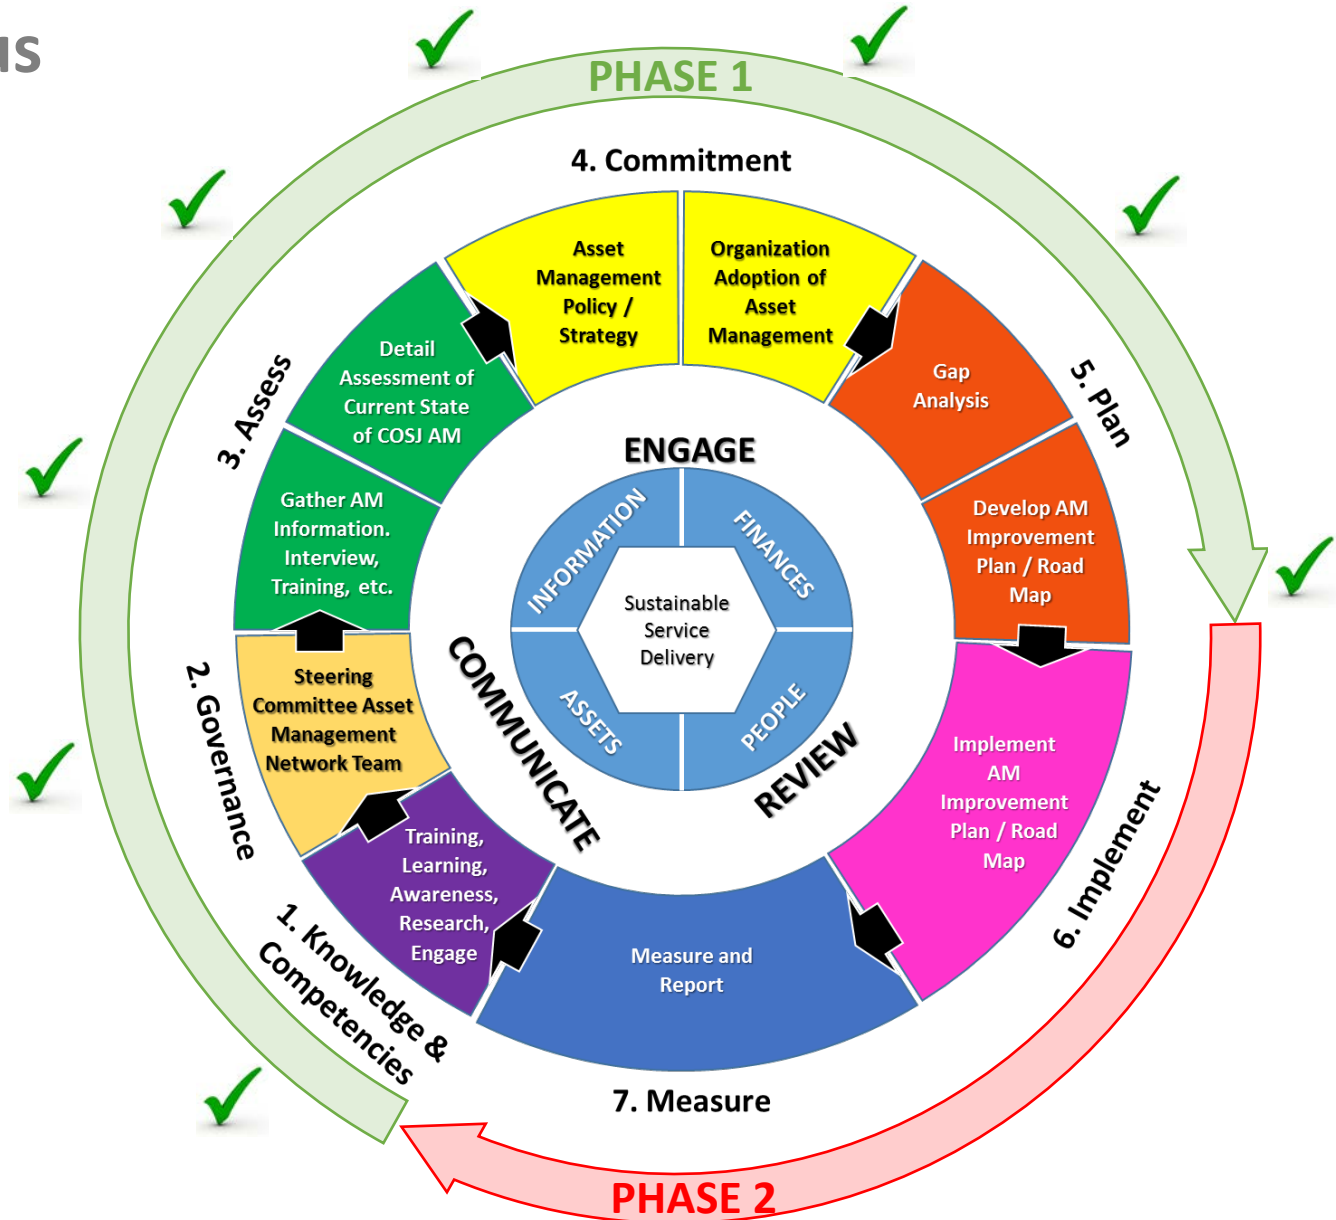 PHASE 1
4. Commitment
Asset
Management
Policy /
Strategy
Organization
Adoption of
Asset
Management
Detail
Assessment of
Current State
of COSJ AM
3. Assess
Gap
Analysis
5. Plan
ENGAGE
Gather AM
Information.
Interview,
Training, etc.
INFORMATION
FINANCES
Develop AM
Improvement
Plan / Road
Map
Sustainable
Service
Delivery
Steering
Committee Asset
Management
Network Team
2. Governance
COMMUNICATE
ASSETS
PEOPLE
REVIEW
Implement
AM
Improvement
Plan / Road
Map
6. Implement
Training,
Learning,
Awareness,
Research,
Engage
1. Knowledge &
Competencies
Measure and
Report
7. Measure
PHASE 2